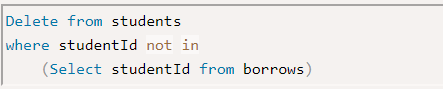 Delete from students
where studentId not in
(Select studentId from borrows)